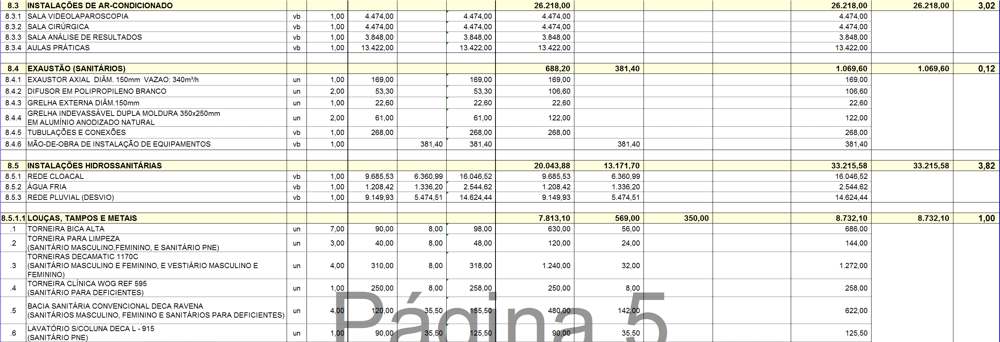 8.3 INSTALAÇÕES DE AR-CONDICIONADO 26.218,00 26.218,00 26.218,00 3,02
8.3.1 SALA VIDEOLAPAROSCOPIA vb 1,00 4.474,00 4.474,00 4.474,00 4.474,00
8.3.2 SALA CIRÚRGICA vb 1,00 4.474,00 4.474,00 4.474,00 4.474,00
8.3.3 SALA ANÁLISE DE RESULTADOS vb 1,00 3.848,00 3.848,00 3.848,00 3.848,00
8.3.4 AULAS PRÁTICAS vb 1,00 13.422,00 13.422,00 13.422,00 13.422,00
8.4 EXAUSTÃO (SANITÁRIOS) 688,20 381,40 1.069,60 1.069,60 0,12
8.4.1 EXAUSTOR AXIAL DIÂM. 150mm VAZAO: 340m³/h un 1,00 169,00 169,00 169,00 169,00
8.4.2 DIFUSOR EM POLIPROPILENO BRANCO un 2,00 53,30 53,30 106,60 106,60
8.4.3 GRELHA EXTERNA DIÂM.150mm un 1,00 22,60 22,60 22,60 22,60
GRELHA INDEVASSÁVEL DUPLA MOLDURA 350x250mm
8.4.4 un 2,00 61,00 61,00 122,00 122,00
EM ALUMÍNIO ANODIZADO NATURAL
8.4.5 TUBULAÇÕES E CONEXÕES vb 1,00 268,00 268,00 268,00 268,00
8.4.6 MÃO-DE-OBRA DE INSTALAÇÃO DE EQUIPAMENTOS vb 1,00 381,40 381,40 381,40 381,40
8.5 INSTALAÇÕES HIDROSSANITÁRIAS 20.043,88 13.171,70 33.215,58 33.215,58 3,82
8.5.1 REDE CLOACAL vb 1,00 9.685,53 6.360,99 16.046,52 9.685,53 6.360,99 16.046,52
8.5.2 ÁGUA FRIA vb 1,00 1.208,42 1.336,20 2.544,62 1.208,42 1.336,20 2.544,62
8.5.3 REDE PLUVIAL (DESVIO) vb 1,00 9.149,93 5.474,51 14.624,44 9.149,93 5.474,51 14.624,44
8.5.1.1 LOUÇAS, TAMPOS E METAIS 7.813,10 569,00 350,00 8.732,10 8.732,10 1,00
.1 TORNEIRA BICA ALTA un 7,00 90,00 8,00 98,00 630,00 56,00 686,00
TORNEIRA PARA LIMPEZA
.2 un 3,00 40,00 8,00 48,00 120,00 24,00 144,00
(SANITÁRIO MASCULINO,FEMININO, E SANITÁRIO PNE)
TORNEIRAS DECAMATIC 1170C
.3 (SANITÁRIO MASCULINO E FEMININO, E VESTIÁRIO MASCULINO E un 4,00 310,00 8,00 318,00 1.240,00 32,00 1.272,00
FEMININO)
TORNEIRA CLÍNICA WOG REF 595
.4 un 1,00 250,00 8,00 258,00 250,00 8,00 258,00
(SANITÁRIO PARA DEFICIENTES)
BACIA SANITÁRIA CONVENCIONAL DECA RAVENA
.5 un 4,00 120,00 35,50 155,50 480,00 142,00 622,00
(SANITÁRIOS MASCULINO, FEMININO E SANITÁRIOS PARA DEFICIENTES)
LAVATÓRIO S/COLUNA DECA L - 915
.6 un 1,00 90,00 35,50 125,50 90,00 35,50 125,50
(SANITÁRIO PNE)
Página 5